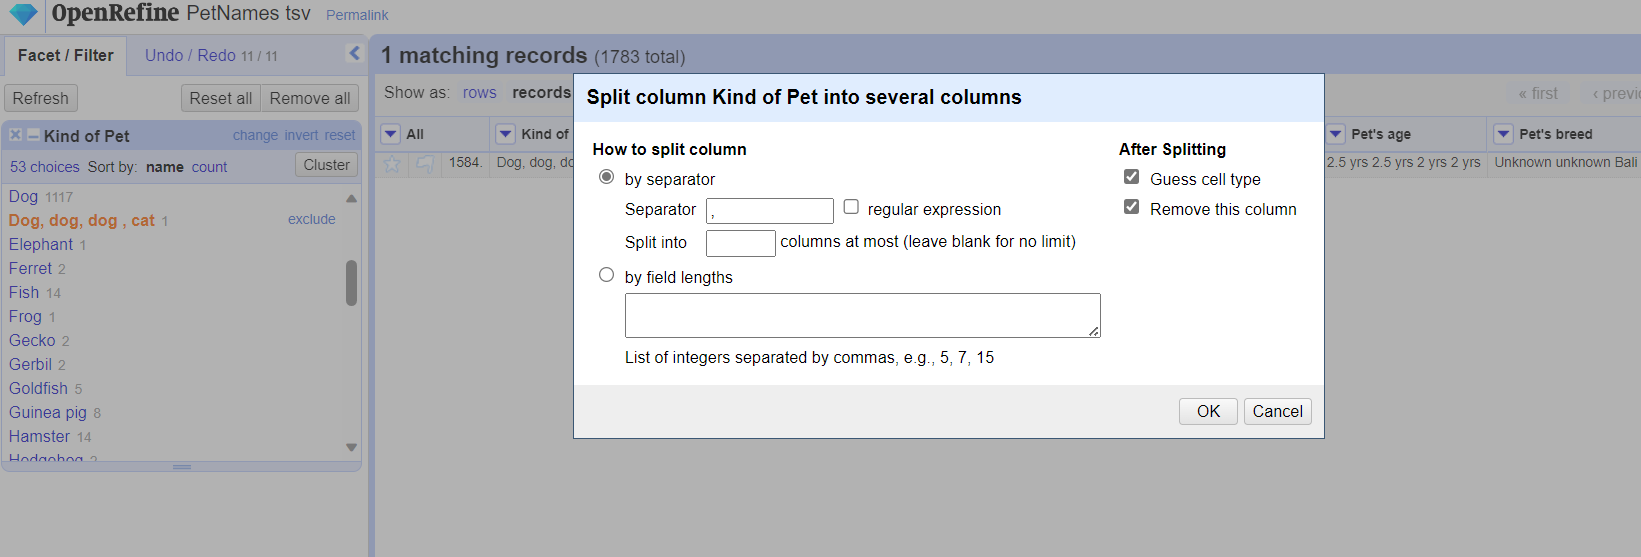 OpenRefine PetNames tsv Permalink
Facet / Filter Undo / Redo 11 / 11
Refresh Reset all Remove all
Kind of Pet change invert reset
53 choices Sort by: name count Cluster
Dog 1117
Dog, dog, dog , cat 1 exclude
Elephant 1
Ferret 2
Fish 14
Frog 1
Gecko 2
Gerbil 2
Goldfish 5
Guinea pig 8
Hamster 14
Hedgehog 2
1 matching records (1783 total)
Show as: rows records
« first ‹ previ
All Kind of Pet's age Pet's breed
1584. Dog, dog, do 2.5 yrs 2.5 yrs 2 yrs 2 yrs Unknown unknown Bali
Split column Kind of Pet into several columns
How to split column
by separator
Separator , regular expression
Split into columns at most (leave blank for no limit)
by field lengths
List of integers separated by commas, e.g., 5, 7, 15
After Splitting
Guess cell type
Remove this column
OK Cancel